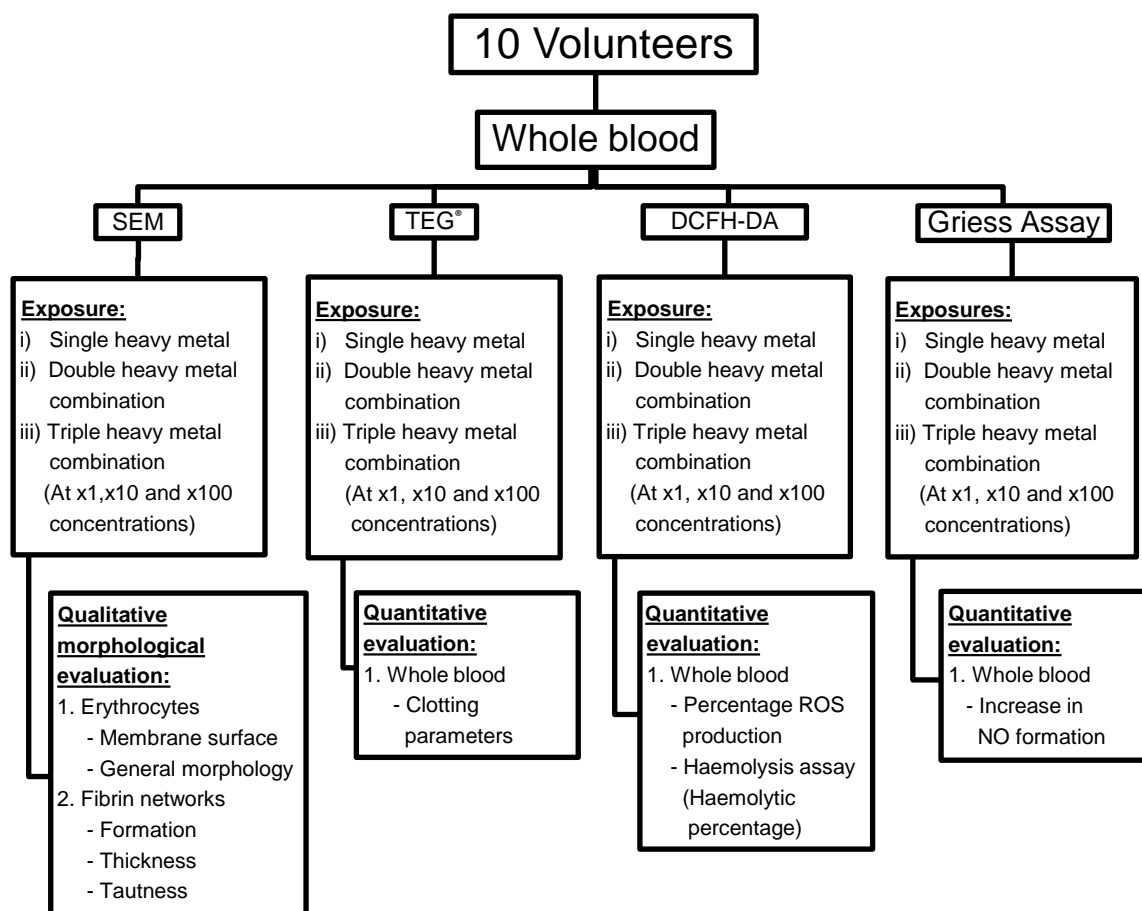 10 Volunteers
Whole blood
SEM
TEG®
DCFH-DA
Griess Assay
Exposure:
i) Single heavy metal
ii) Double heavy metal
combination
iii) Triple heavy metal
combination
(At x1,x10 and x100
concentrations)
Exposure:
i) Single heavy metal
ii) Double heavy metal
combination
iii) Triple heavy metal
combination
(At x1, x10 and x100
concentrations)
Exposure:
i) Single heavy metal
ii) Double heavy metal
combination
iii) Triple heavy metal
combination
(At x1, x10 and x100
concentrations)
Exposures:
i) Single heavy metal
ii) Double heavy metal
combination
iii) Triple heavy metal
combination
(At x1, x10 and x100
concentrations)
Qualitative
morphological
evaluation:
1. Erythrocytes
- Membrane surface
- General morphology
2. Fibrin networks
- Formation
- Thickness
- Tautness
Quantitative
evaluation:
1. Whole blood
- Clotting
parameters
Quantitative
evaluation:
1. Whole blood
- Percentage ROS
production
- Haemolysis assay
(Haemolytic
percentage)
Quantitative
evaluation:
1. Whole blood
- Increase in
NO formation